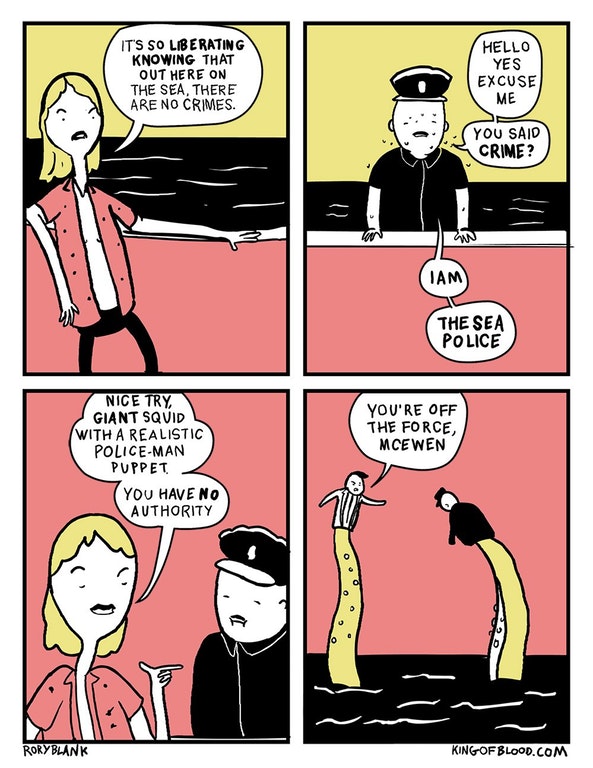 IT'S SO LIBERATING
KNOWING THAT
OUT HERE ON
THE SEA, THERE
ARE NO CRIMES.
HELLO
YES
EXCUSE
ME
YOU SAID
CRIME?
I AM
THE SEA
POLICE
NICE TRY,
GIANT SQUID
WITH A REALISTIC
POLICE-MAN
PUPPET.
YOU HAVE NO
AUTHORITY
YOU'RE OFF
THE FORCE,
MCEWEN
RORY BLANK
KINGOFBLOOD.COM